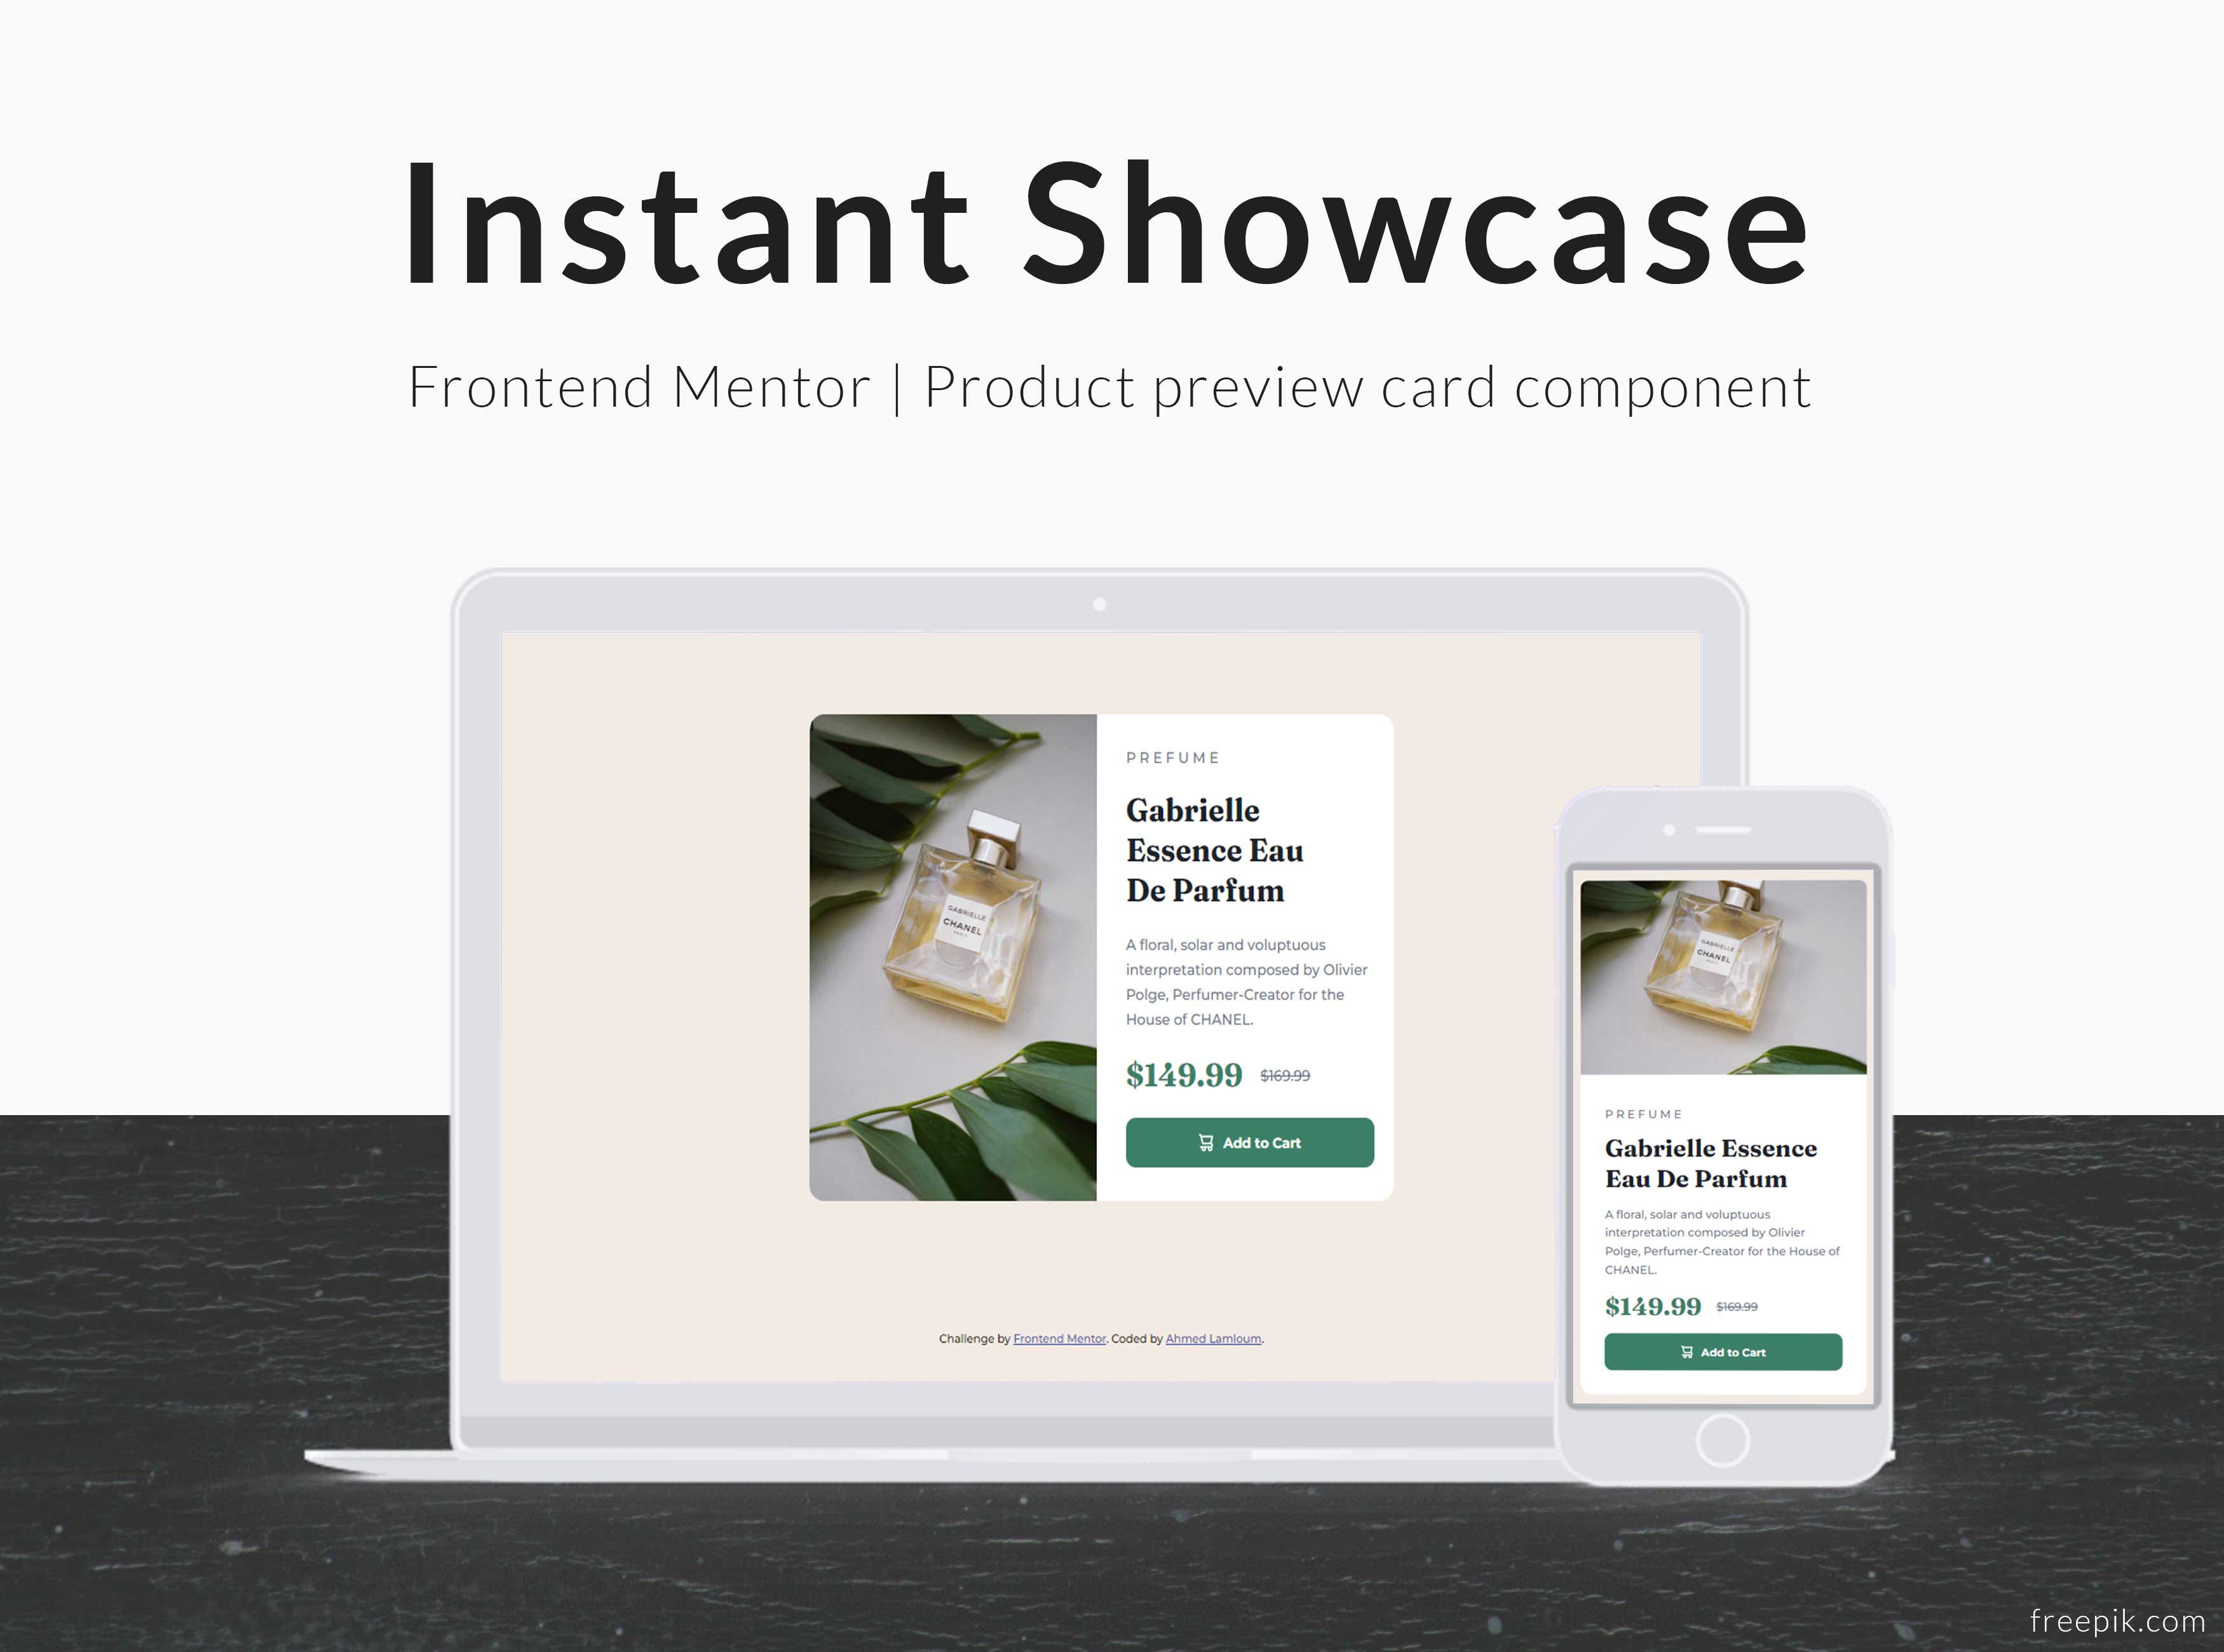 Instant Showcase
Frontend Mentor | Product preview card component
GABRIELLE
CHANEL
PARIS
PREFUME
Gabrielle
Essence Eau
De Parfum
A floral, solar and voluptuous
interpretation composed by Olivier
Polge, Perfumer-Creator for the
House of CHANEL.
$149.99 $169.99
Add to Cart
Challenge by Frontend Mentor. Coded by Ahmed Lamloum.
GABRIELLE
CHANEL
PREFUME
Gabrielle Essence
Eau De Parfum
A floral, solar and voluptuous
interpretation composed by Olivier
Polge, Perfumer-Creator for the House of
CHANEL.
$149.99 $169.99
Add to Cart
freepik.com